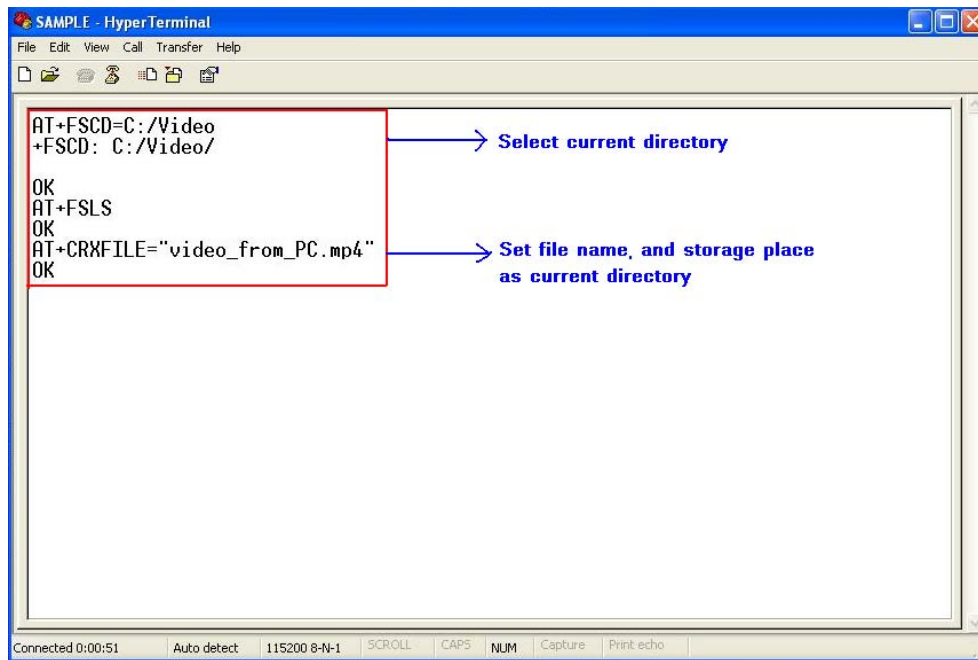 SAMPLE - HyperTerminal
File Edit View Call Transfer Help
AT+FSCD=C:/Video
+FSCD: C:/Video/
Select current directory
OK
AT+FSLS
OK
AT+CRXFILE="video_from_PC.mp4"
Set file name, and storage place
as current directory
OK
Connected 0:00:51 Auto detect 115200 8-N-1 SCROLL CAPS NUM Capture Print echo